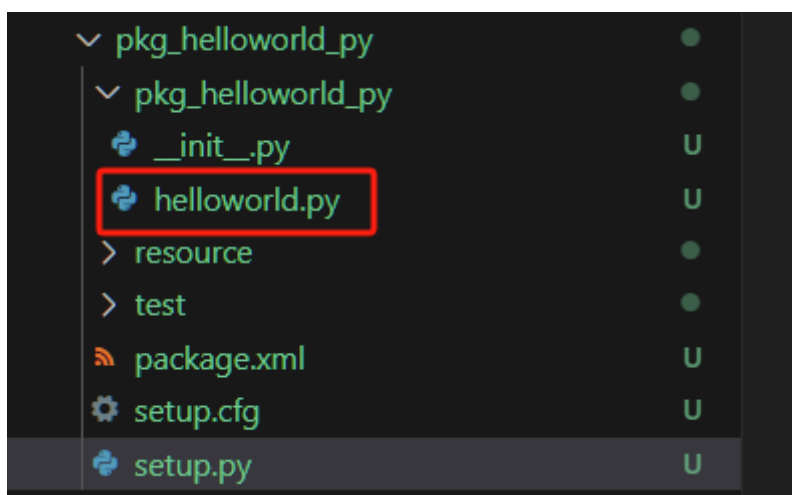 pkg_helloworld_py
pkg_helloworld_py
__init__.py U
helloworld.py U
resource
test
package.xml U
setup.cfg U
setup.py U